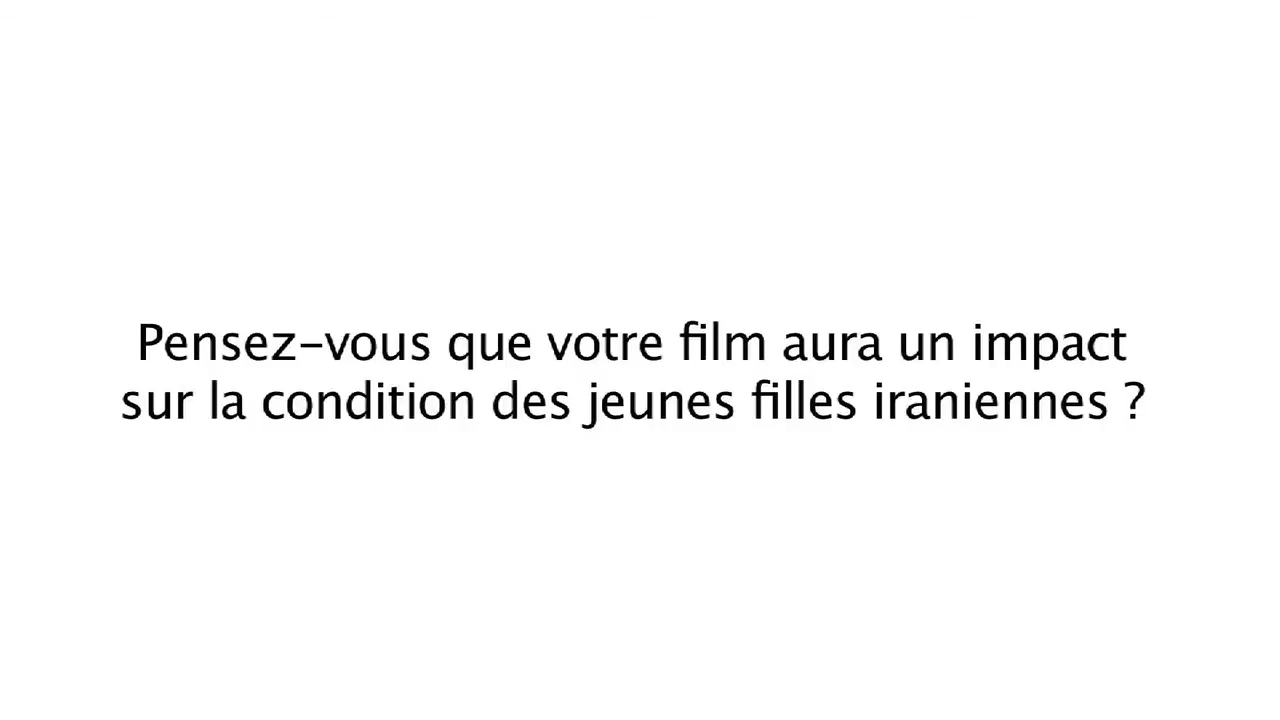 Pensez-vous que votre film aura un impact
sur la condition des jeunes filles iraniennes ?